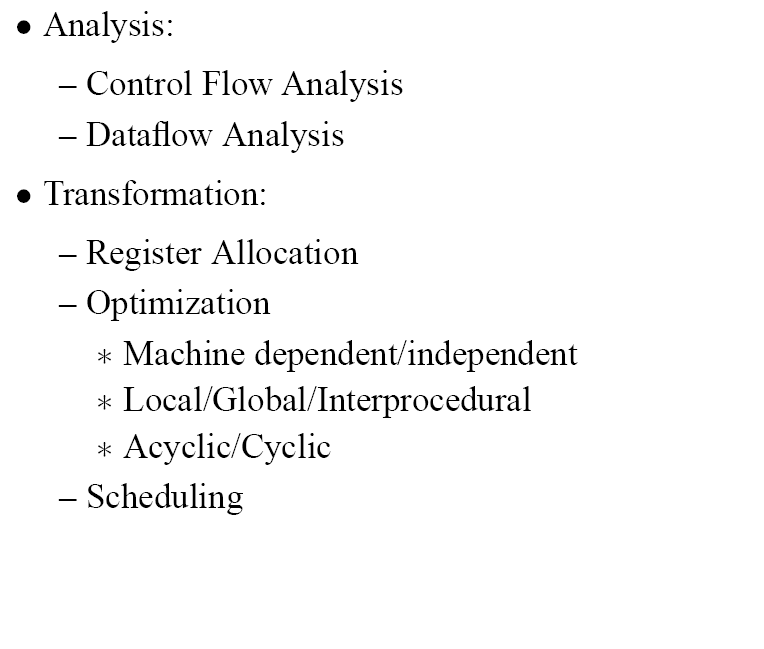 • Analysis:
– Control Flow Analysis
– Dataflow Analysis
• Transformation:
– Register Allocation
– Optimization
∗ Machine dependent/independent
∗ Local/Global/Interprocedural
∗ Acyclic/Cyclic
– Scheduling